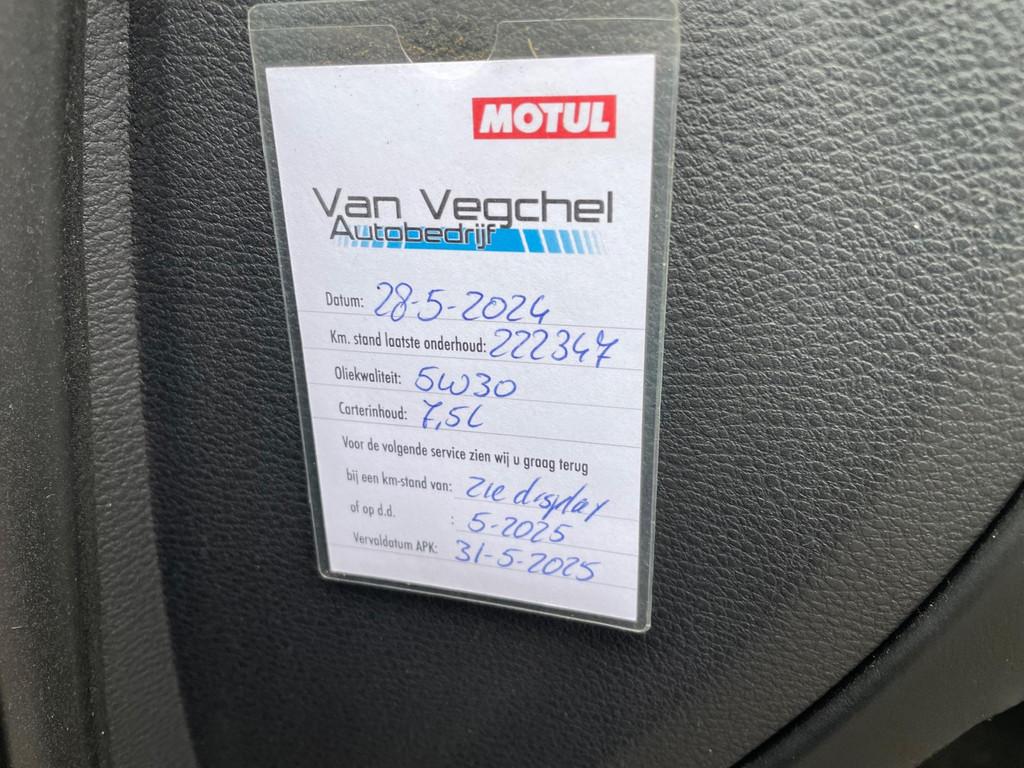 MOTUL
Van Vegchel
Autobedrijf
Datum: 28-5-2024
Km. stand laatste onderhoud: 222347
Oliekwaliteit: 5W30
Carterinhoud: 7,5L
Voor de volgende service zien wij u graag terug
bij een km-stand van: zie display
of op d.d. : 5-2025
Vervaldatum APK: 31-5-2025